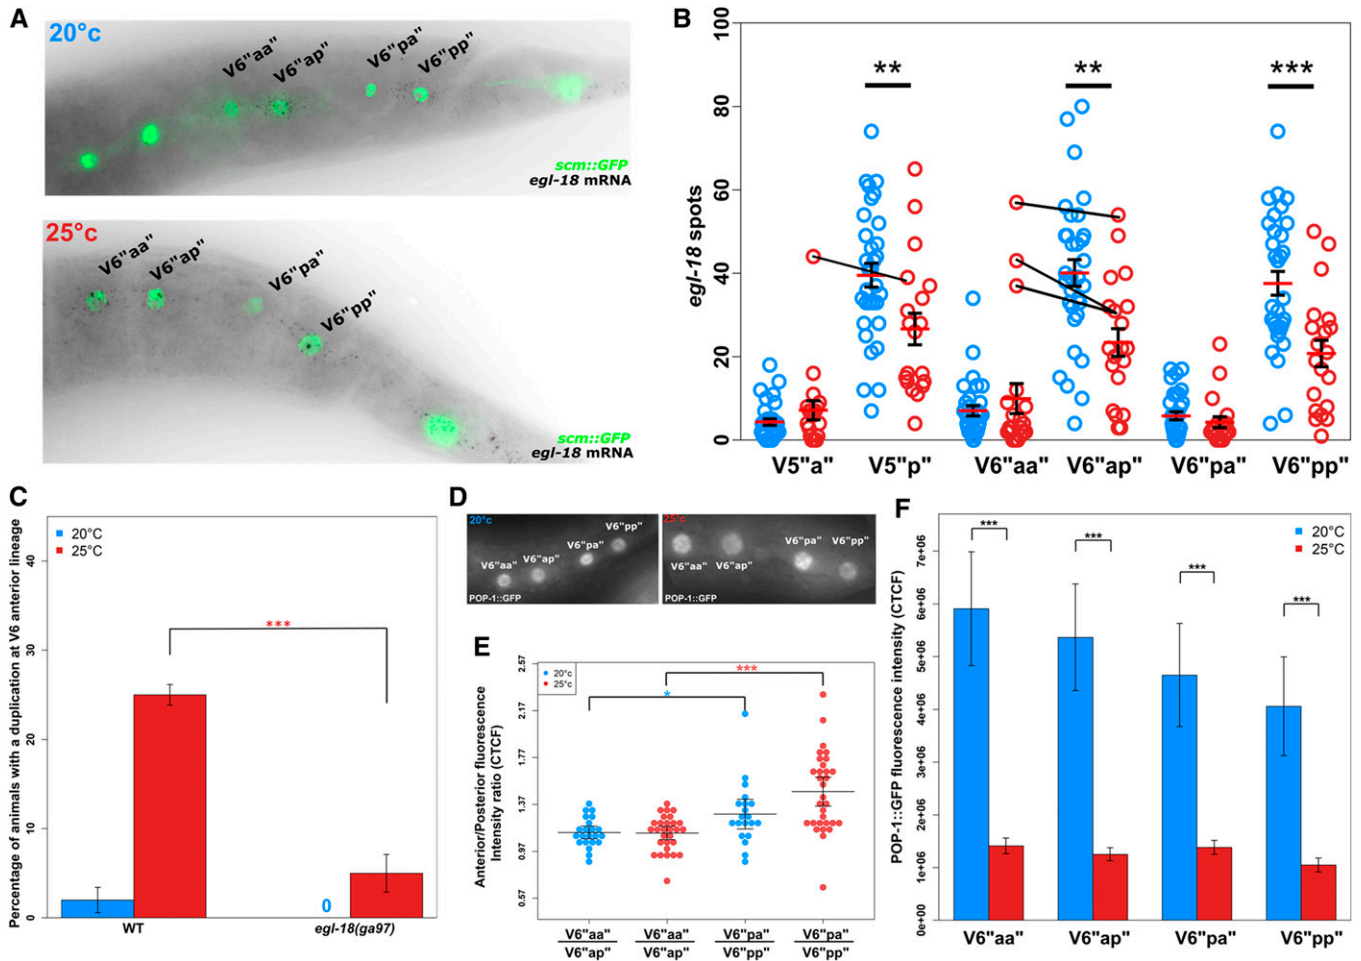 A
20°c
V6"aa"
V6"ap"
V6"pa"
V6"pp"
scm::GFP
egl-18 mRNA
25°c
V6"aa"
V6"ap"
V6"pa"
V6"pp"
scm::GFP
egl-18 mRNA
B
egl-18 spots
100
80
60
40
20
0
**
**
***
V5"a"
V5"p"
V6"aa"
V6"ap"
V6"pa"
V6"pp"
C
Percentage of animals with a duplication at V6 anterior lineage
20°C
25°C
40
30
20
10
0
***
0
WT
egl-18(ga97)
D
20°c
V6"pp"
V6"pa"
V6"ap"
V6"aa"
POP-1::GFP
25°c
V6"pa"
V6"pp"
V6"aa"
V6"ap"
POP-1::GFP
E
Anterior/Posterior fluorescence
Intensity ratio (CTCF)
20°c
25°c
2.57
2.17
1.77
1.37
0.97
0.57
*
***
V6"aa" V6"aa" V6"pa" V6"pa"
V6"ap" V6"ap" V6"pp" V6"pp"
F
POP-1::GFP fluorescence intensity (CTCF)
20°C
25°C
7e+06
6e+06
5e+06
4e+06
3e+06
2e+06
1e+06
0e+00
***
***
***
***
V6"aa"
V6"ap"
V6"pa"
V6"pp"